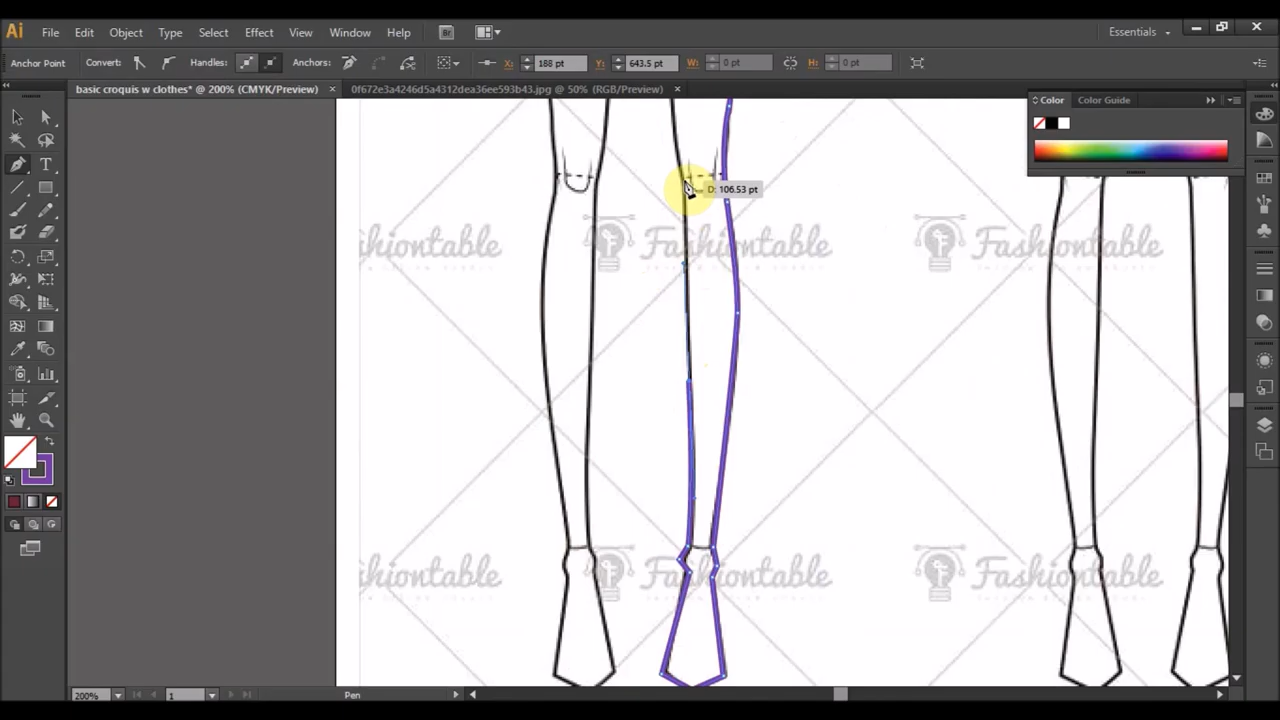 Ai File Edit Object Type Select Effect View Window Help Br Essentials
Anchor Point Convert: Handles: Anchors: X: 188 pt Y: 643.5 pt W: 0 pt H: 0 pt
basic croquis w clothes* @ 200% (CMYK/Preview) × 0f672e3a4246d5a4312dea36ee593b43.jpg @ 50% (RGB/Preview) ×
Color Color Guide
D: 106.53 pt
Fashiontable Fashiontable Fashiontable
Fashiontable Fashiontable Fashiontable
200% 1 Pen